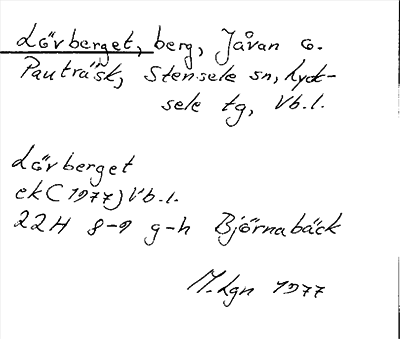 Lövberget, berg, Jåvan o.
Pauträsk, Stensele sn, Lyck-
sele tg, Vb.l.
Lövberget
ek (1977) Vb.l.
22H 8-9 g-h Björnabäck
M.Lgn 1977